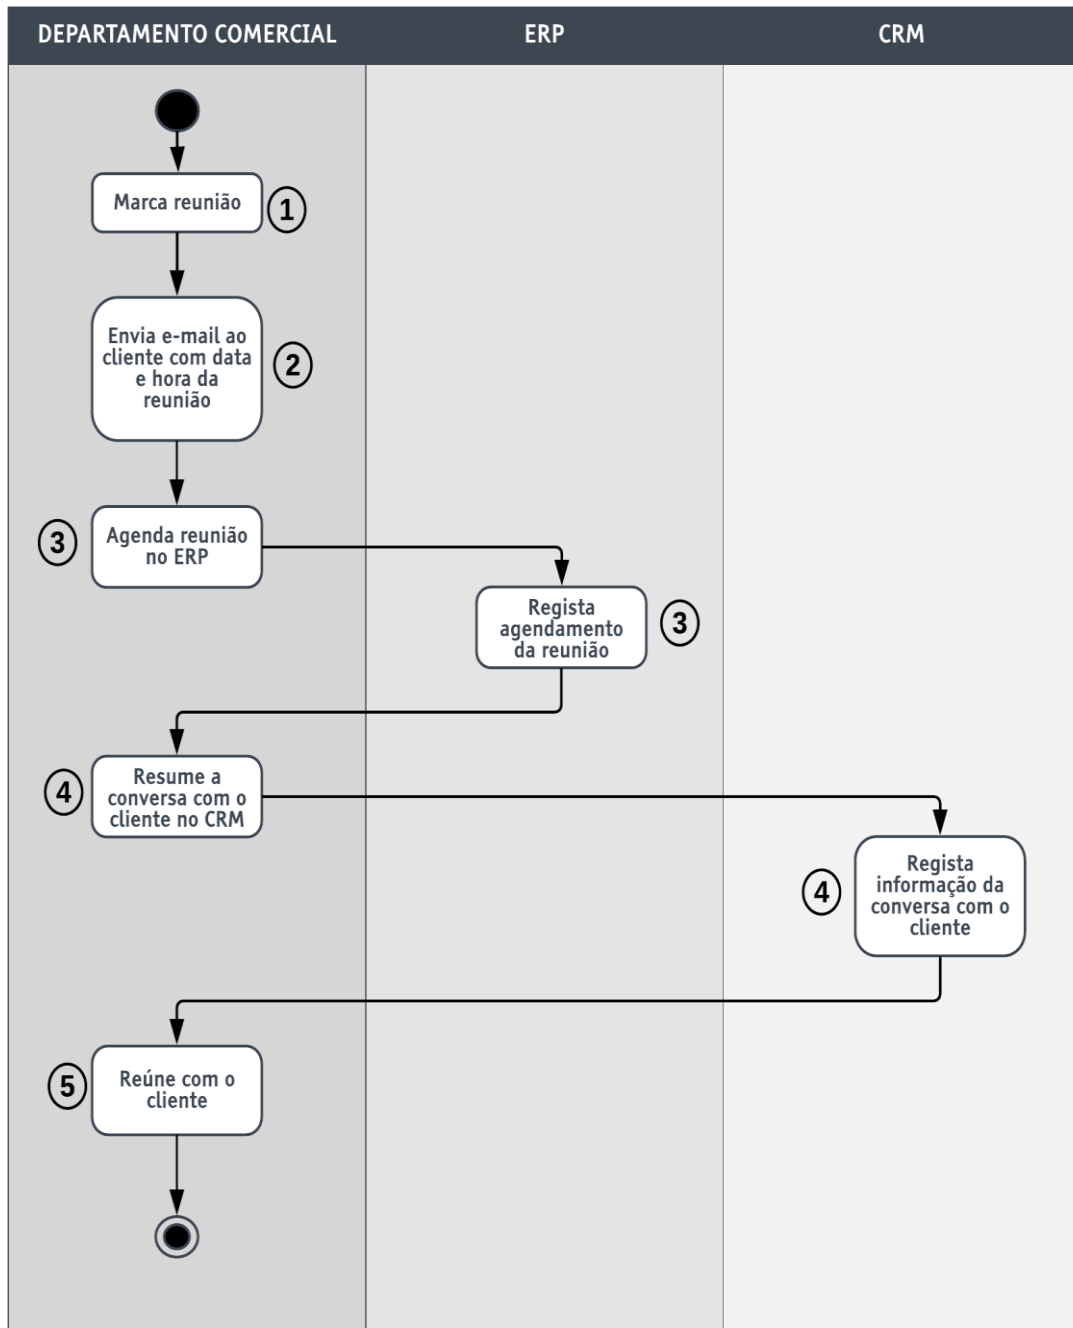 DEPARTAMENTO COMERCIAL
ERP
CRM
Marca reunião
1
Envia e-mail ao
cliente com data
e hora da
reunião
2
3
Agenda reunião
no ERP
Regista
agendamento
da reunião
3
4
Resume a
conversa com o
cliente no CRM
4
Regista
informação da
conversa com o
cliente
5
Reúne com o
cliente